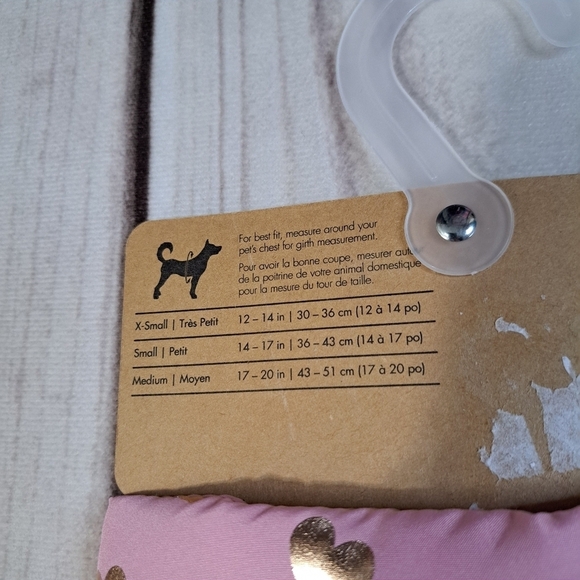 For best fit, measure around your
pet's chest for girth measurement.
Pour avoir la bonne coupe, mesurer
de la poitrine de votre animal domestique
pour la mesure du tour de taille.
X-Small | Très Petit 12 – 14 in | 30 – 36 cm (12 à 14 po)
Small | Petit 14 – 17 in | 36 – 43 cm (14 à 17 po)
Medium | Moyen 17 – 20 in | 43 – 51 cm (17 à 20 po)